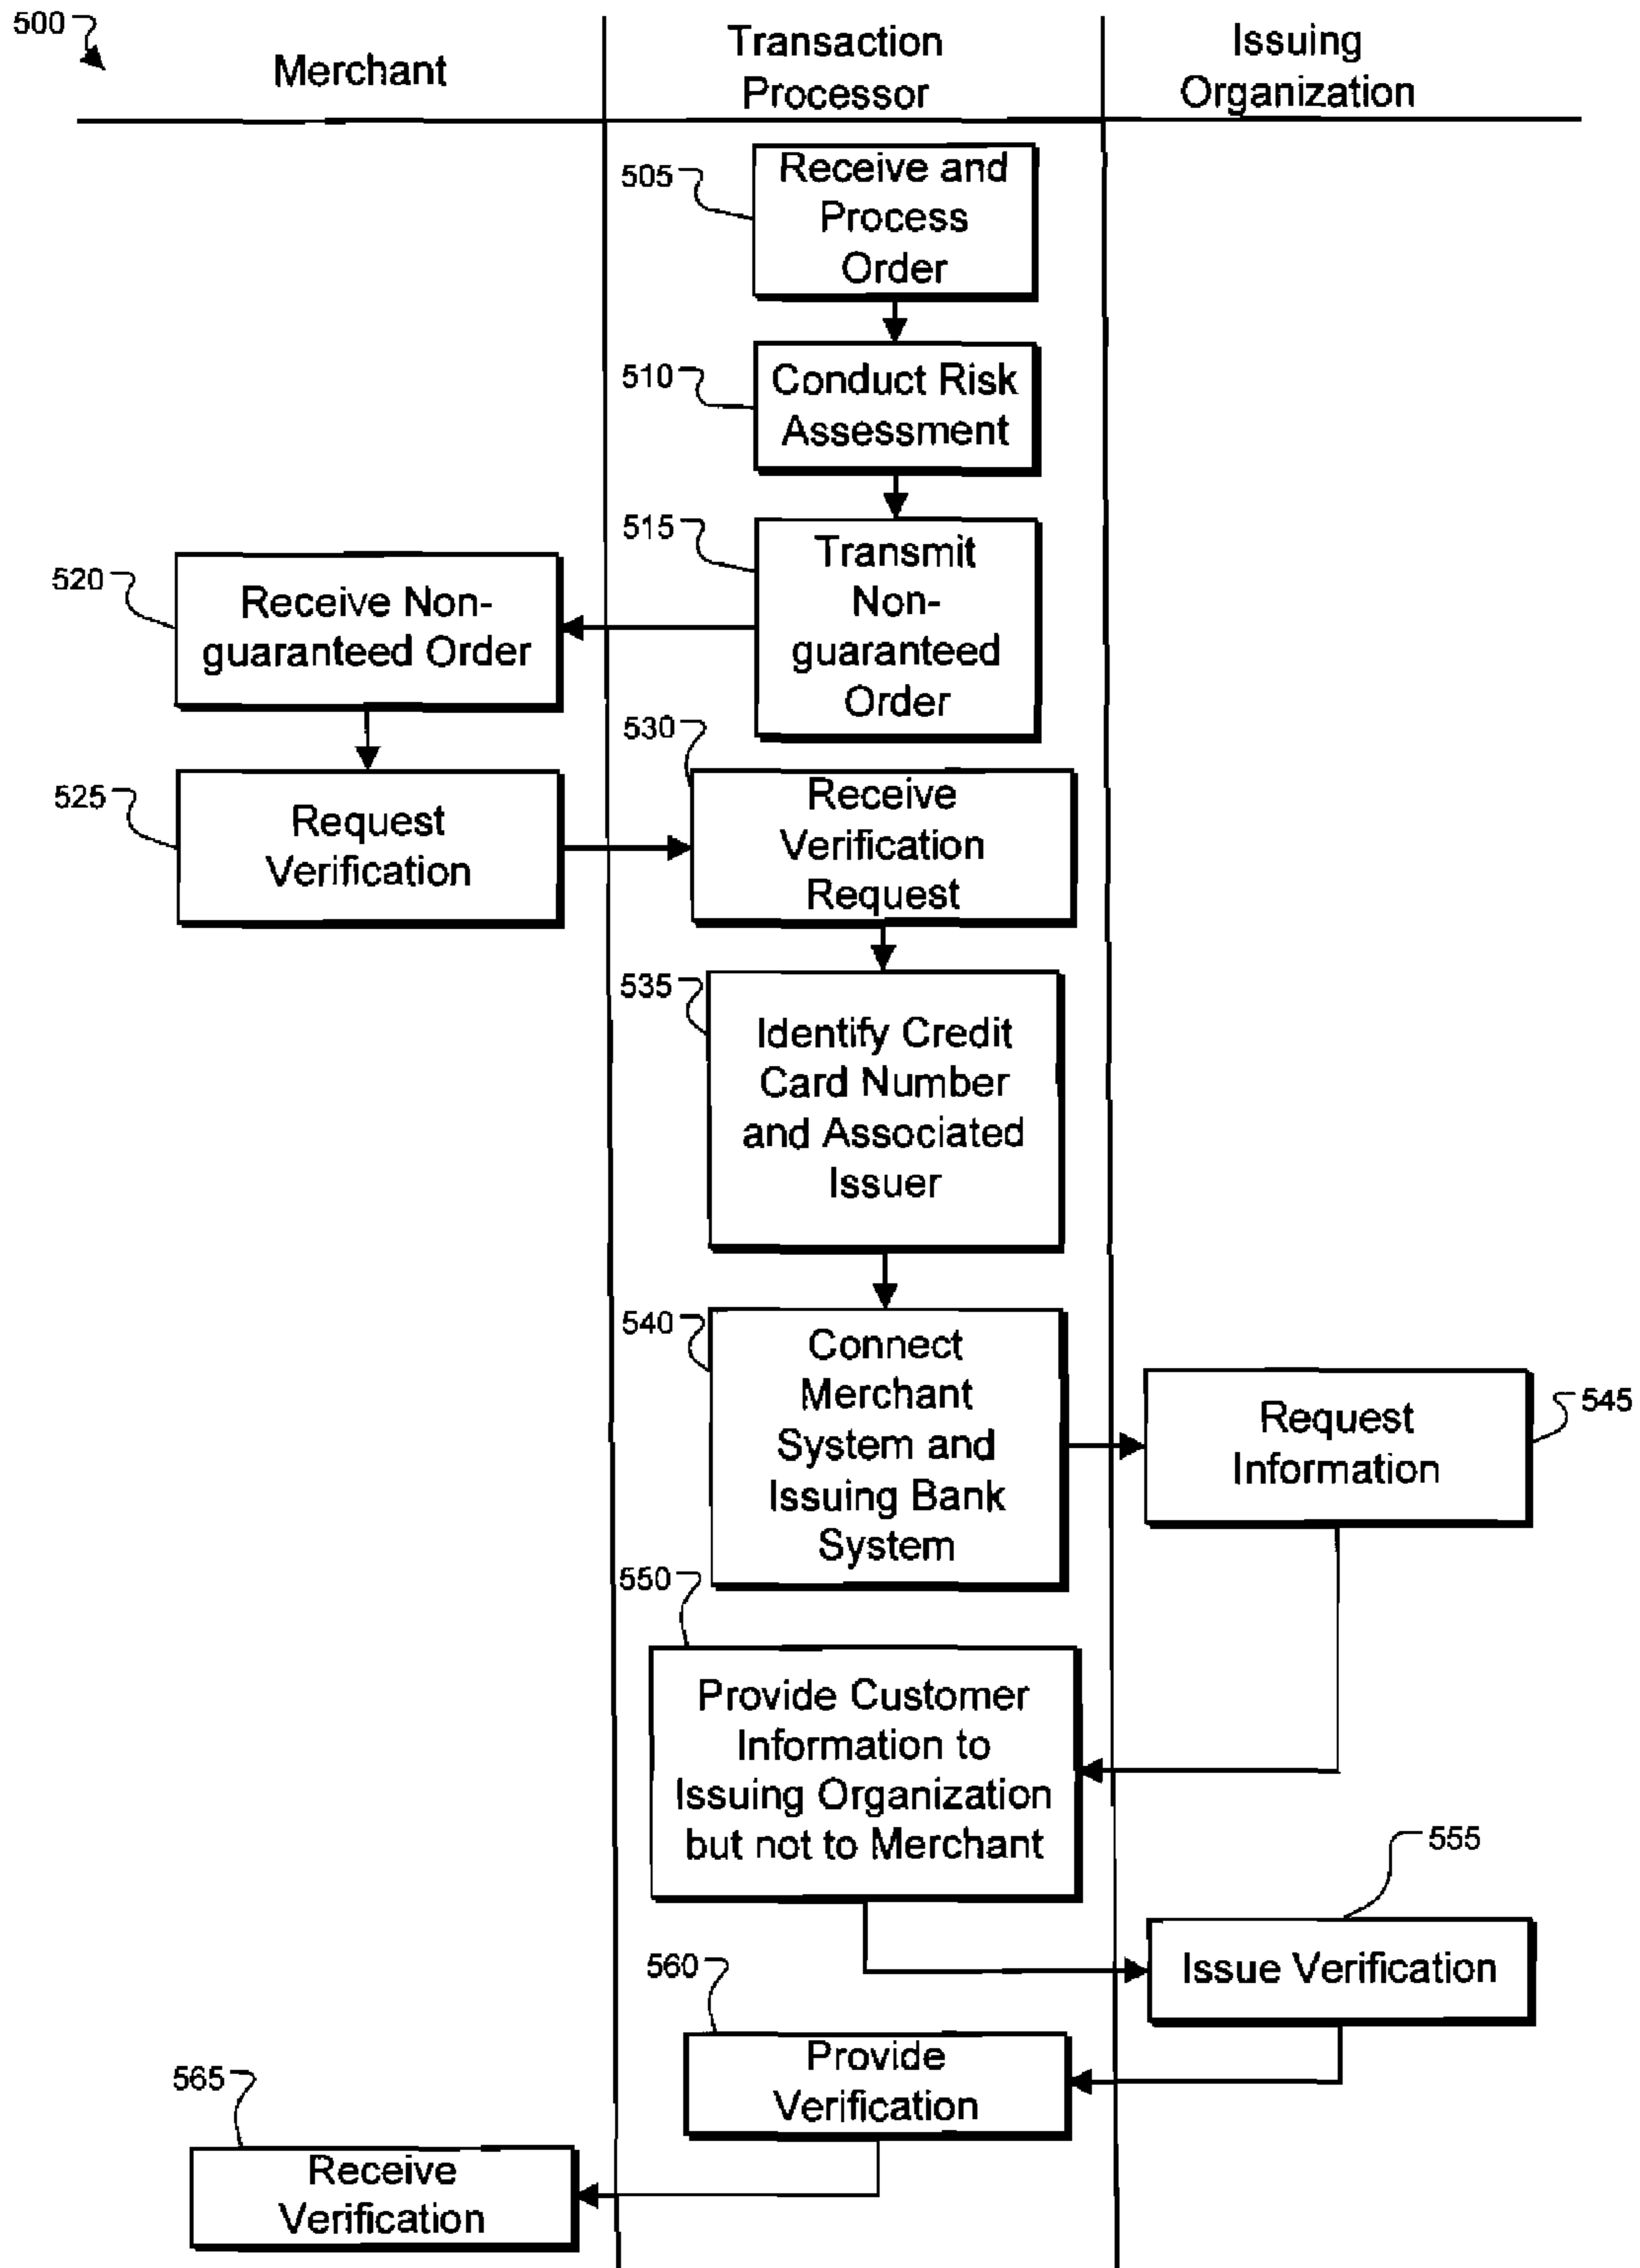 500
Merchant
Transaction
Processor
Issuing
Organization
505
Receive and
Process
Order
510
Conduct Risk
Assessment
515
Transmit
Non-
guaranteed
Order
520
Receive Non-
guaranteed Order
525
Request
Verification
530
Receive
Verification
Request
535
Identify Credit
Card Number
and Associated
Issuer
540
Connect
Merchant
System and
Issuing Bank
System
545
Request
Information
550
Provide Customer
Information to
Issuing Organization
but not to Merchant
555
Issue Verification
560
Provide
Verification
565
Receive
Verification